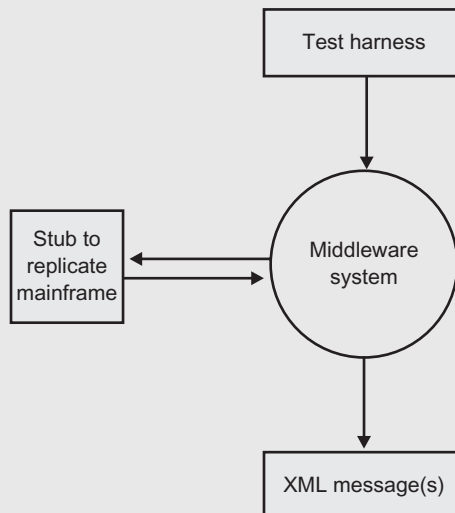 Test harness
Stub to
replicate
mainframe
Middleware
system
XML message(s)